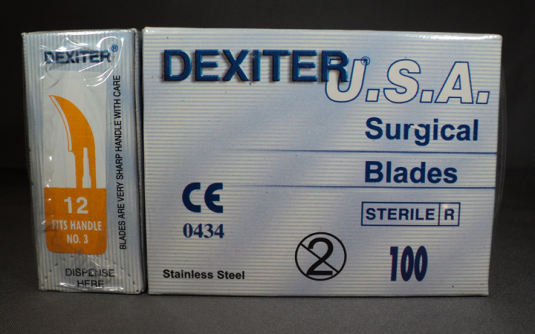 DEXiTER®
BLADES ARE VERY SHARP HANDLE WITH CARE
12
FITS HANDLE
NO. 3
DISPENSE
HERE
DEXiTER®
U.S.A.
Surgical
Blades
CE
0434
STERILE R
2
100
Stainless Steel